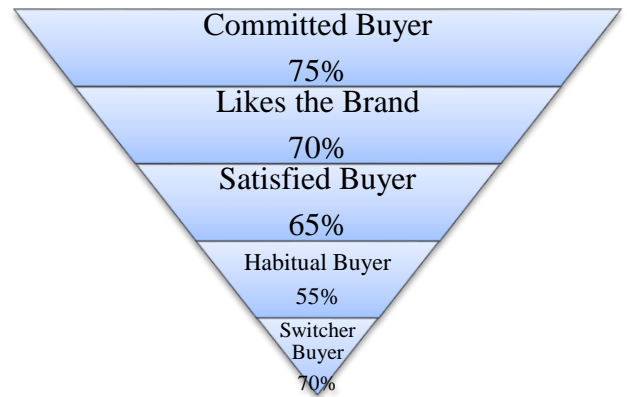 Committed Buyer
75%
Likes the Brand
70%
Satisfied Buyer
65%
Habitual Buyer
55%
Switcher
Buyer
70%